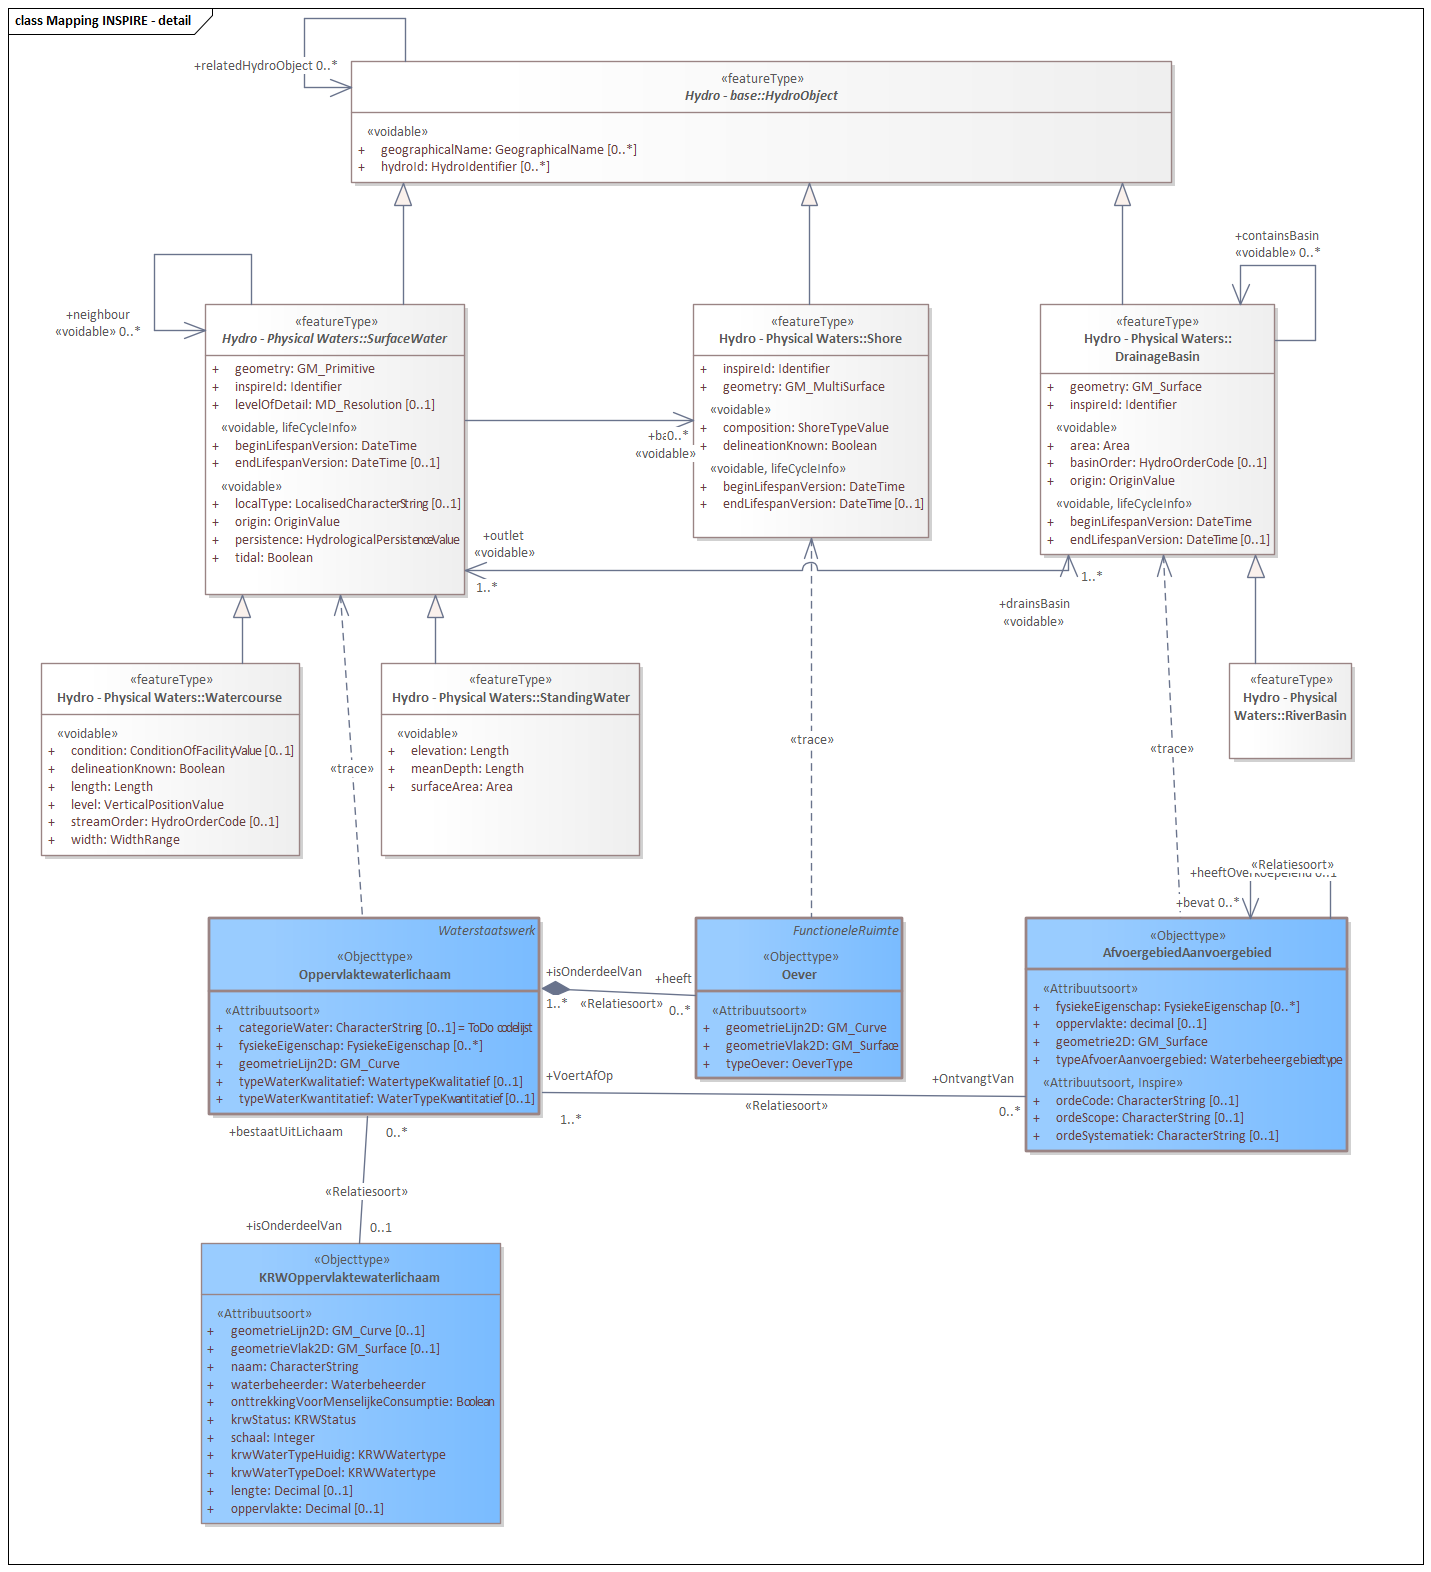 class Mapping INSPIRE - detail
+relatedHydroObject 0..*
«featureType»
Hydro - base::HydroObject
«voidable»
+ geographicalName: GeographicalName [0..*]
+ hydroId: HydroIdentifier [0..*]
+containsBasin
«voidable» 0..*
+neighbour
«voidable» 0..*
«featureType»
Hydro - Physical Waters::SurfaceWater
+ geometry: GM_Primitive
+ inspireId: Identifier
+ levelOfDetail: MD_Resolution [0..1]
«voidable, lifeCycleInfo»
+ beginLifespanVersion: DateTime
+ endLifespanVersion: DateTime [0..1]
«voidable»
+ localType: LocalisedCharacterString [0..1]
+ origin: OriginValue
+ persistence: HydrologicalPersistenceValue
+ tidal: Boolean
0..*
«voidable»
«featureType»
Hydro - Physical Waters::Shore
+ inspireId: Identifier
+ geometry: GM_MultiSurface
«voidable»
+ composition: ShoreTypeValue
+ delineationKnown: Boolean
«voidable, lifeCycleInfo»
+ beginLifespanVersion: DateTime
+ endLifespanVersion: DateTime [0..1]
«featureType»
Hydro - Physical Waters::
DrainageBasin
+ geometry: GM_Surface
+ inspireId: Identifier
«voidable»
+ area: Area
+ basinOrder: HydroOrderCode [0..1]
+ origin: OriginValue
«voidable, lifeCycleInfo»
+ beginLifespanVersion: DateTime
+ endLifespanVersion: DateTime [0..1]
+outlet
«voidable»
1..*
1..*
+drainsBasin
«voidable»
«featureType»
Hydro - Physical Waters::Watercourse
«voidable»
+ condition: ConditionOfFacilityValue [0..1]
+ delineationKnown: Boolean
+ length: Length
+ level: VerticalPositionValue
+ streamOrder: HydroOrderCode [0..1]
+ width: WidthRange
«featureType»
Hydro - Physical Waters::StandingWater
«voidable»
+ elevation: Length
+ meanDepth: Length
+ surfaceArea: Area
«featureType»
Hydro - Physical
Waters::RiverBasin
«trace»
«trace»
«trace»
«Relatiesoort»
+heeftOverkoepelend 0..1
+bevat 0..*
Waterstaatswerk
«Objecttype»
Oppervlaktewaterlichaam
«Attribuutsoort»
+ categorieWater: CharacterString [0..1] = ToDo codelijst
+ fysiekeEigenschap: FysiekeEigenschap [0..*]
+ geometrieLijn2D: GM_Curve
+ typeWaterKwalitatief: WatertypeKwalitatief [0..1]
+ typeWaterKwantitatief: WaterTypeKwantitatief [0..1]
+isOnderdeelVan
1..*
«Relatiesoort»
+heeft
0..*
FunctioneleRuimte
«Objecttype»
Oever
«Attribuutsoort»
+ geometrieLijn2D: GM_Curve
+ geometrieVlak2D: GM_Surface
+ typeOever: OeverType
«Objecttype»
AfvoergebiedAanvoergebied
«Attribuutsoort»
+ fysiekeEigenschap: FysiekeEigenschap [0..*]
+ oppervlakte: decimal [0..1]
+ geometrie2D: GM_Surface
+ typeAfvoerAanvoergebied: Waterbeheergebiedtype
«Attribuutsoort, Inspire»
+ ordeCode: CharacterString [0..1]
+ ordeScope: CharacterString [0..1]
+ ordeSystematiek: CharacterString [0..1]
+VoertAfOp
1..*
«Relatiesoort»
+OntvangtVan
0..*
+bestaatUitLichaam
0..*
«Relatiesoort»
+isOnderdeelVan
0..1
«Objecttype»
KRWOppervlaktewaterlichaam
«Attribuutsoort»
+ geometrieLijn2D: GM_Curve [0..1]
+ geometrieVlak2D: GM_Surface [0..1]
+ naam: CharacterString
+ waterbeheerder: Waterbeheerder
+ onttrekkingVoorMenselijkeConsumptie: Boolean
+ krwStatus: KRWStatus
+ schaal: Integer
+ krwWaterTypeHuidig: KRWWatertype
+ krwWaterTypeDoel: KRWWatertype
+ lengte: Decimal [0..1]
+ oppervlakte: Decimal [0..1]